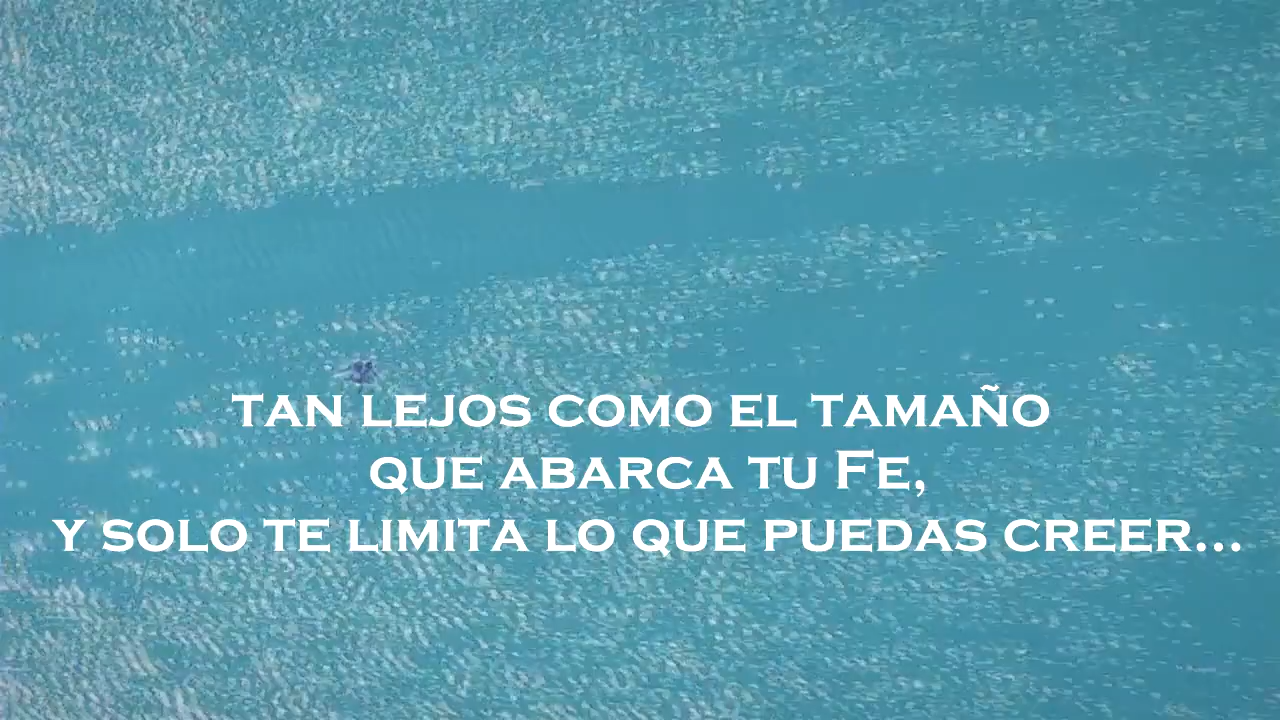 TAN LEJOS COMO EL TAMAÑO
QUE ABARCA TU FE,
Y SOLO TE LIMITA LO QUE PUEDAS CREER...